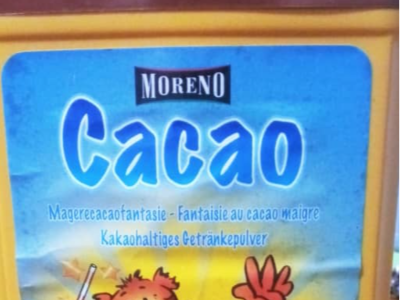 MORENO
Cacao
Magerecacaofantasie - Fantaisie au cacao maigre
Kakaohaltiges Getränkepulver